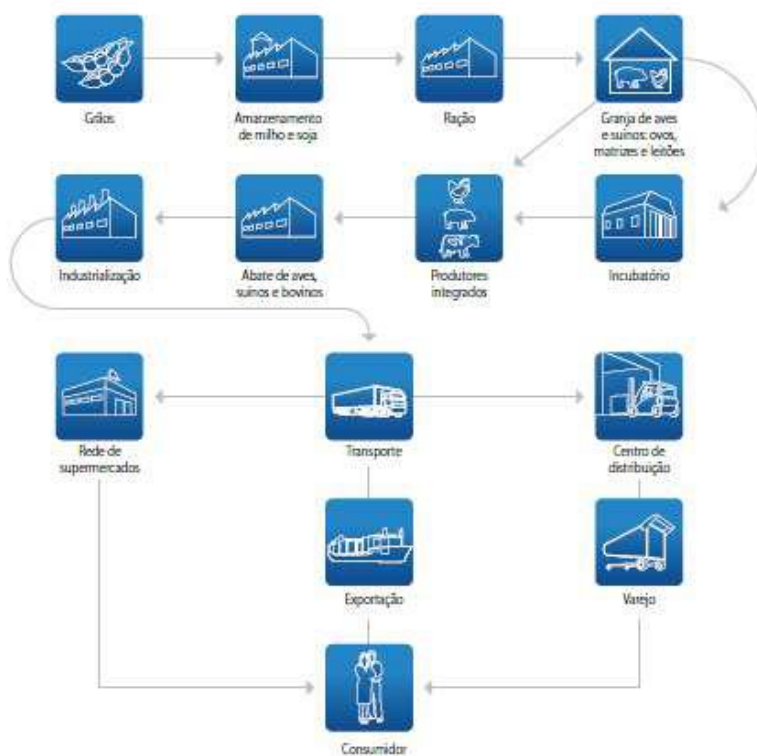 Grãos
Amarzenamento
de milho e soja
Ração
Granja de aves
e suínos: ovos,
matrizes e leitões
Industrialização
Abate de aves,
suínos e bovinos
Produtores
integrados
Incubatório
Rede de
supermercados
Transporte
Centro de
distribuição
Exportação
Varejo
Consumidor